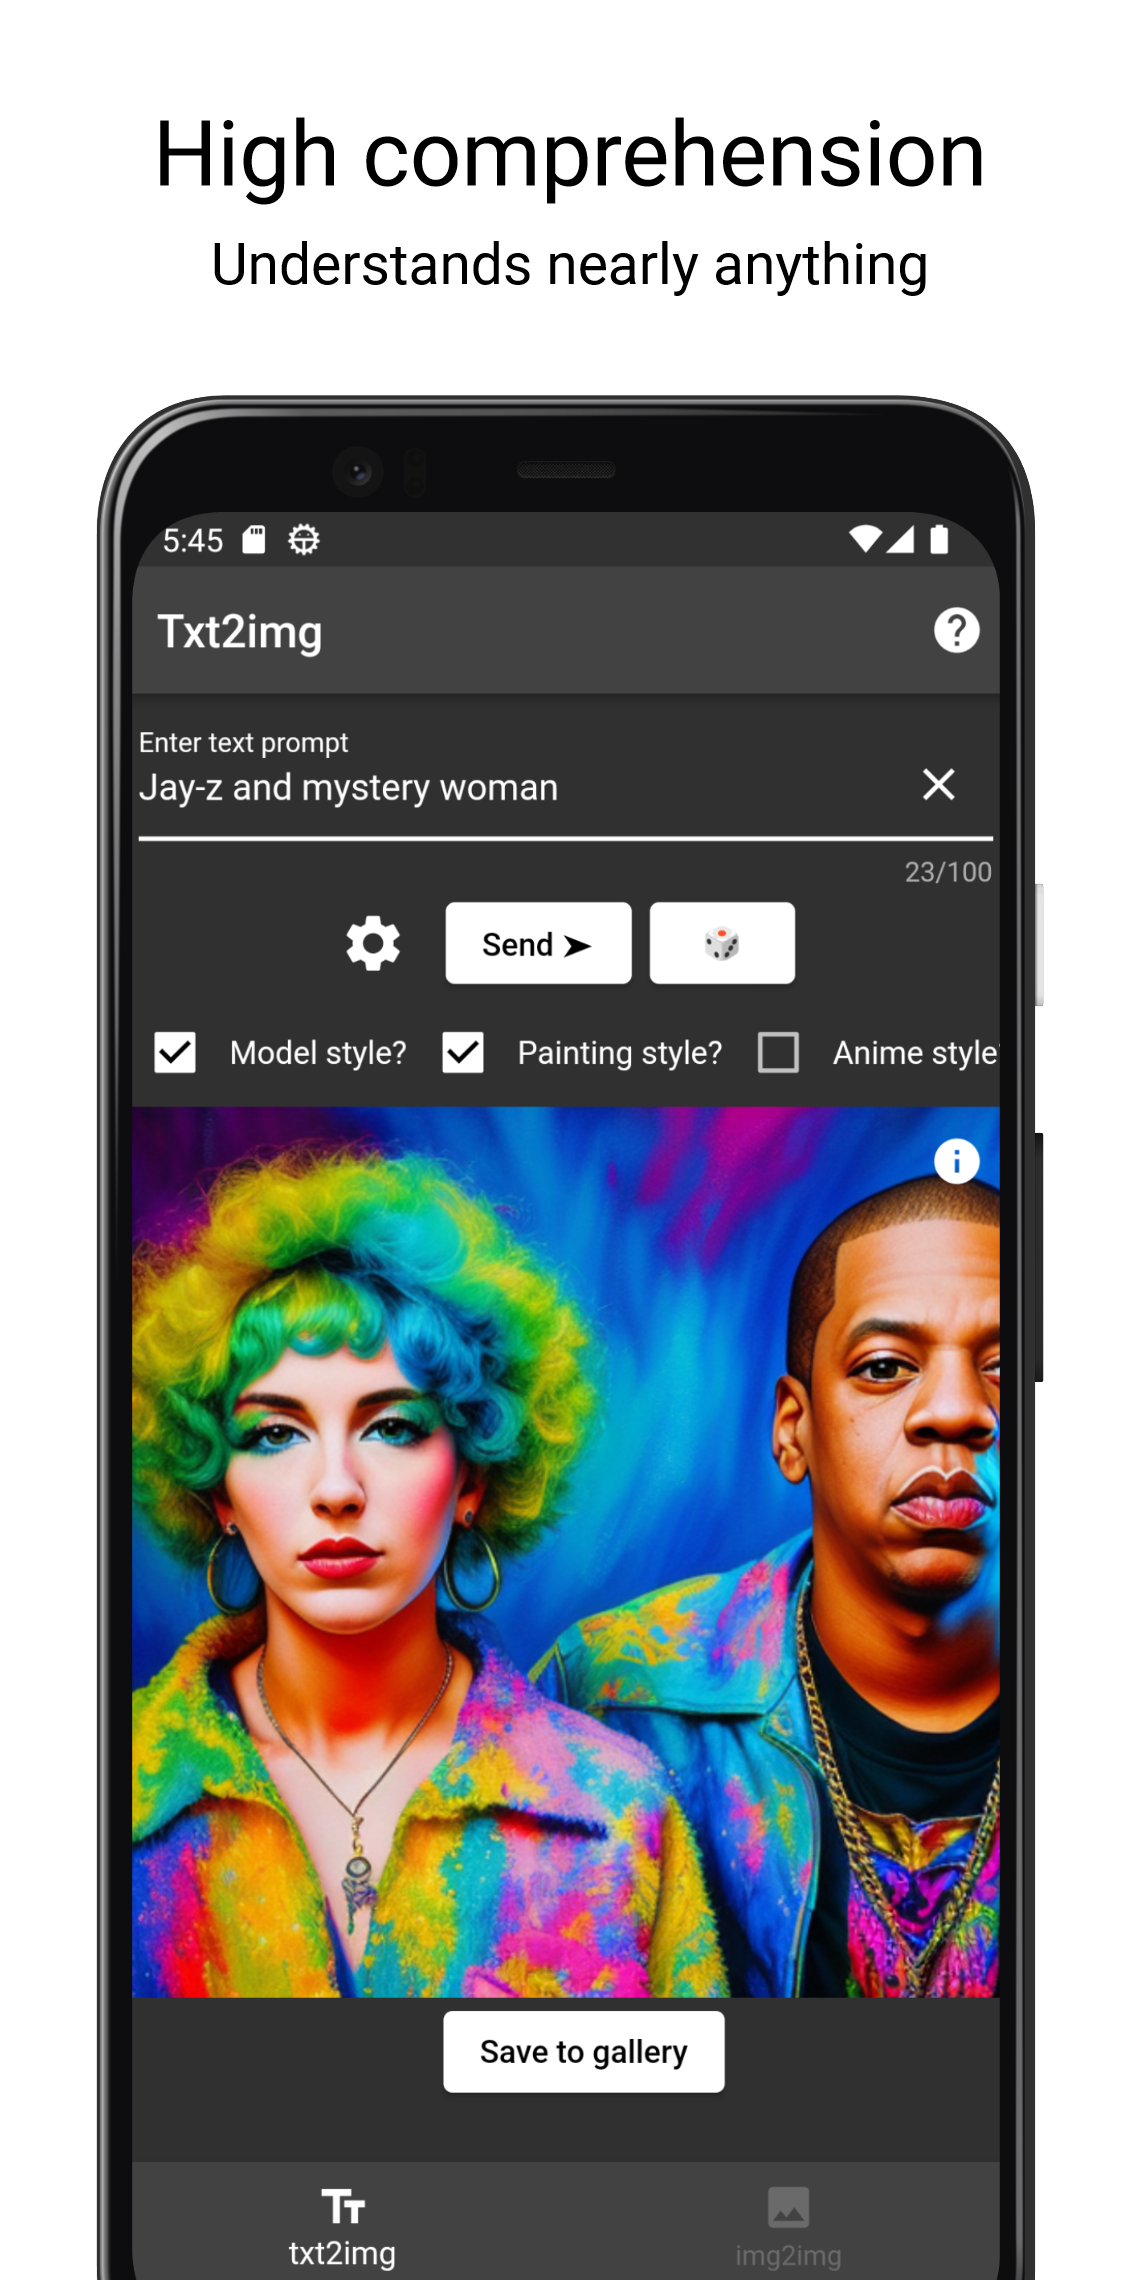 High comprehension
Understands nearly anything
5:45
Txt2img
Enter text prompt
Jay-z and mystery woman
23/100
Send
Model style? Painting style? Anime style?
Save to gallery
txt2img img2img